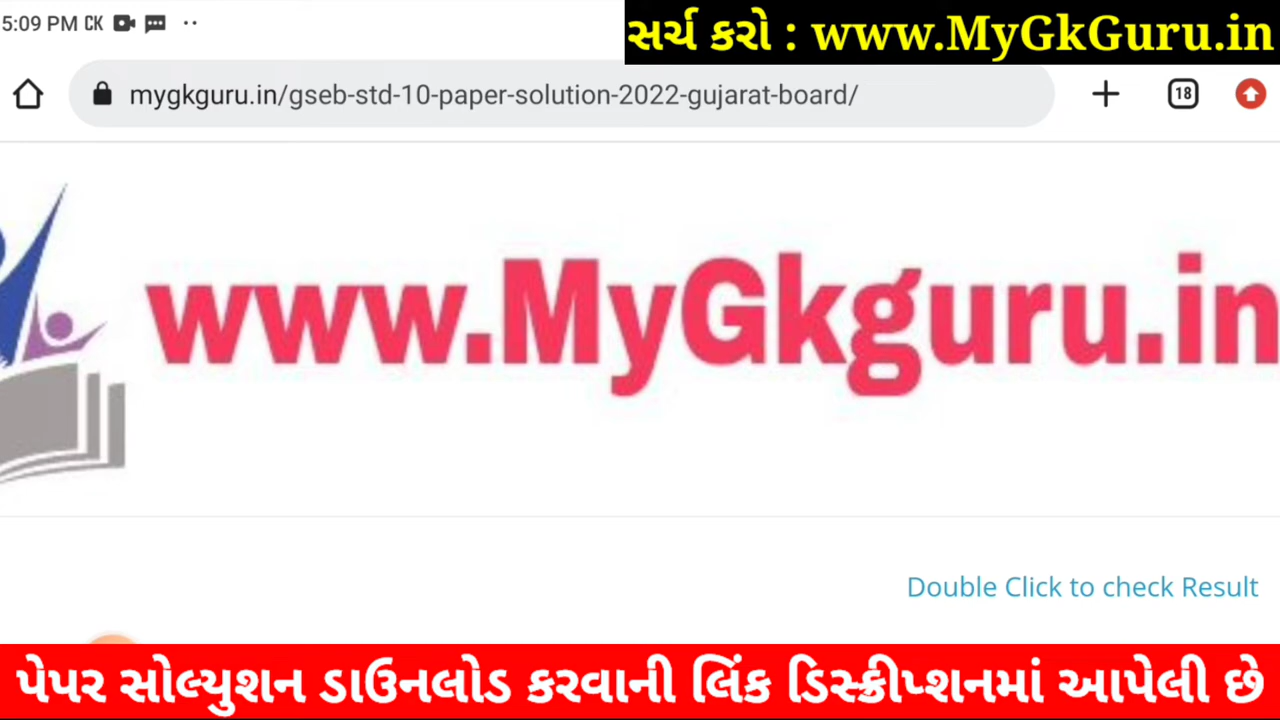 5:09 PM CK
સર્ચ કરો : www.MyGkGuru.in
mygkguru.in/gseb-std-10-paper-solution-2022-gujarat-board/
18
www.MyGkguru.in
Double Click to check Result
પેપર સોલ્યુશન ડાઉનલોડ કરવાની લિંક ડિસ્ક્રીપ્શનમાં આપેલી છે